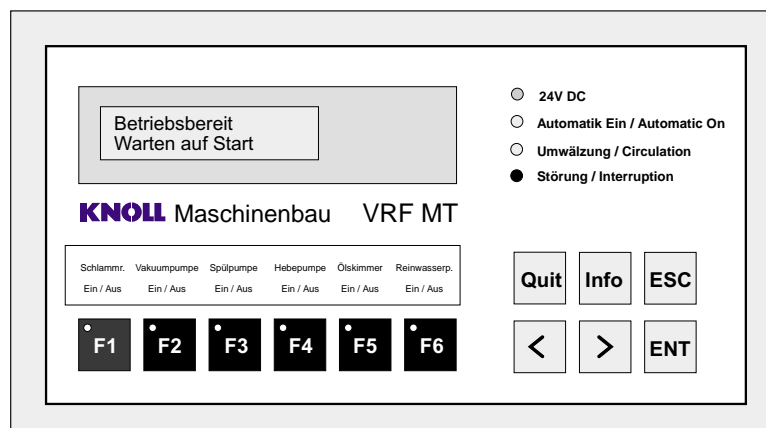 Betriebsbereit
Warten auf Start
24V DC
Automatik Ein / Automatic On
Umwälzung / Circulation
Störung / Interruption
KNOLL Maschinenbau VRF MT
Schlammr. Vakuumpumpe Spülpumpe Hebepumpe Ölskimmer Reinwasserp.
Ein / Aus Ein / Aus Ein / Aus Ein / Aus Ein / Aus Ein / Aus
Quit Info ESC
F1 F2 F3 F4 F5 F6
< > ENT